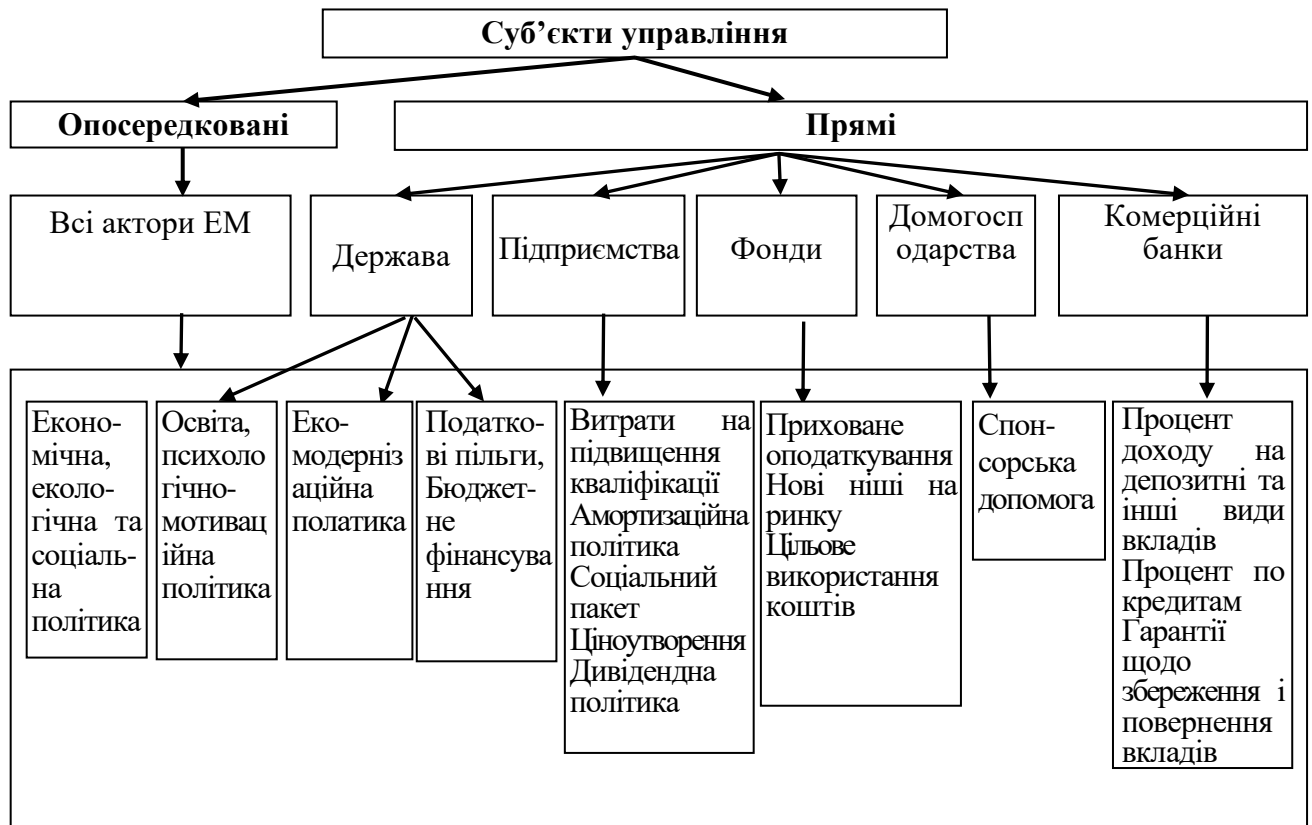 Суб’єкти управління
Опосередковані
Прямі
Всі актори ЕМ
Держава
Підприємства
Фонди
Домогосп
одарства
Комерційні
банки
Еконо-
мічна,
еколо-
гічна та
соціаль-
на
політика
Освіта,
психоло
гічно-
мотивац
ійна
політика
Еко-
модерніз
аційна
полатика
Податко-
ві пільги,
Бюджет-
не
фінансува
ння
Витрати на
підвищення
кваліфікації
Амортизаційна
політика
Соціальний
пакет
Ціноутворення
Дивідендна
політика
Приховане
оподаткування
Нові ніші на
ринку
Цільове
використання
коштів
Спон-
сорська
допомога
Процент
доходу на
депозитні та
інші види
вкладів
Процент по
кредитам
Гарантії
щодо
збереження і
повернення
вкладів